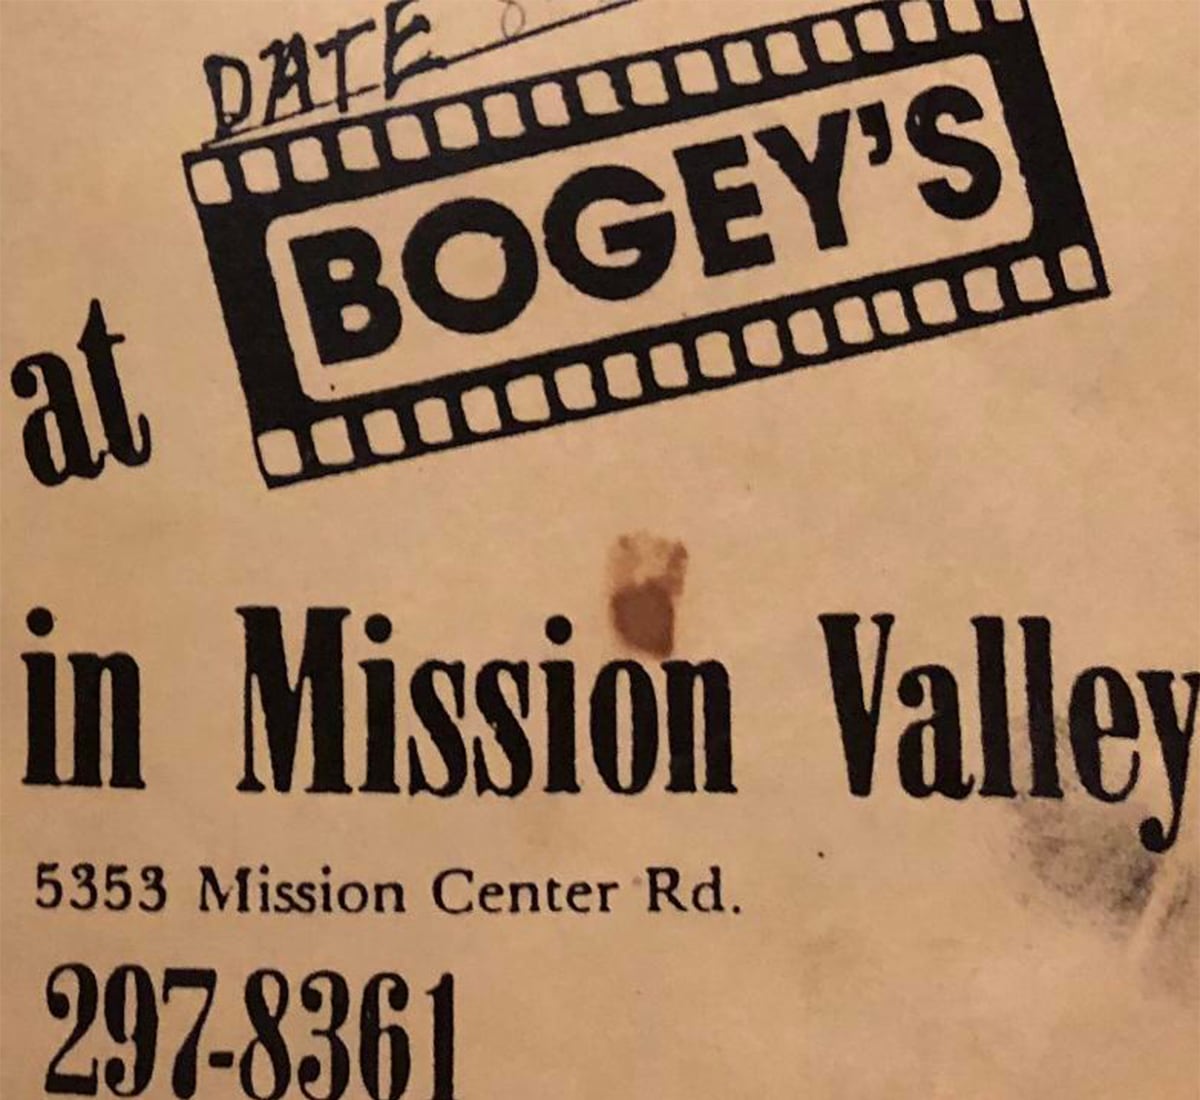 DATE
BOGEY'S
at
in Mission Valley
5353 Mission Center Rd.
297-8361